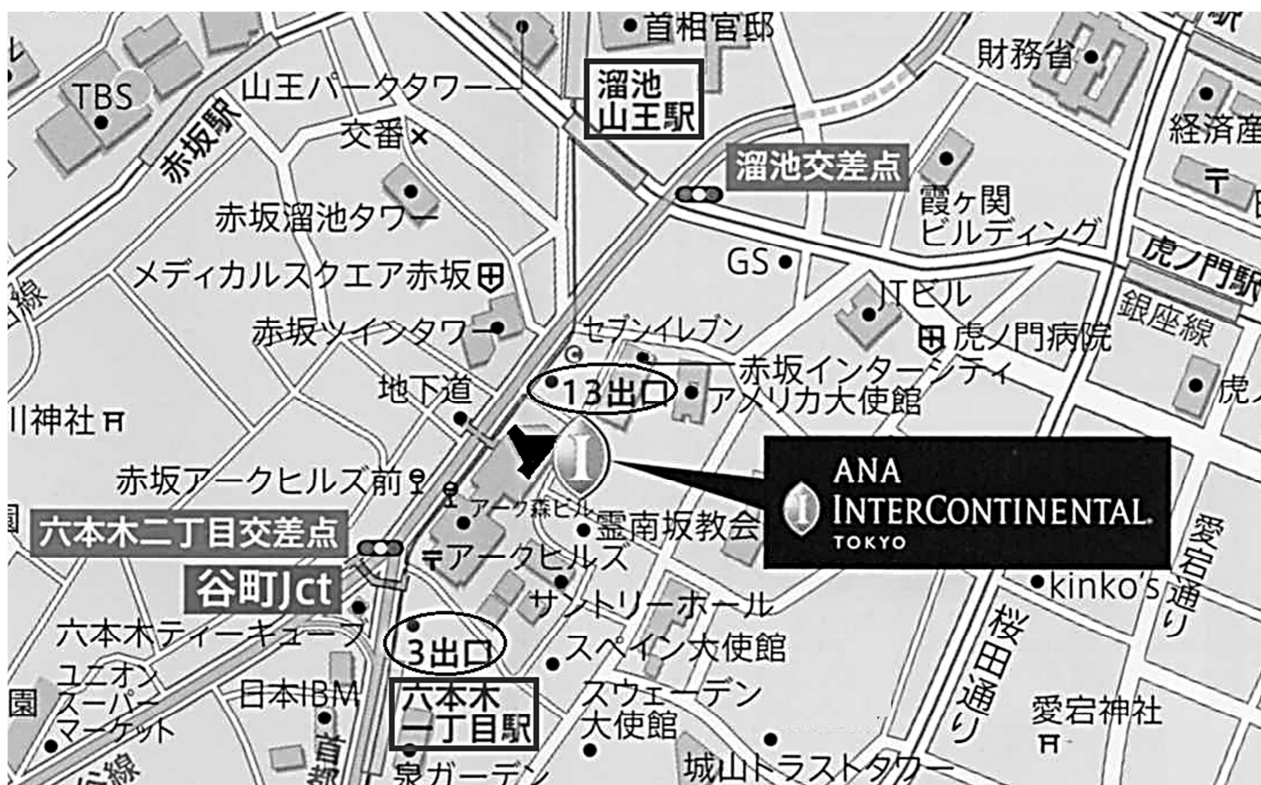 首相官邸
財務省
TBS
山王パークタワー
溜池
山王駅
赤坂駅
交番
経済産
溜池交差点
赤坂溜池タワー
霞ヶ関
ビルディング
虎ノ門駅
GS
メディカルスクエア赤坂
JTビル
銀座線
線
赤坂ツインタワー
セブンイレブン
虎ノ門病院
赤坂インターシティ
地下道
13出口
アメリカ大使館
虎ノ
川神社
ANA
INTERCONTINENTAL
TOKYO
赤坂アークヒルズ前
アーク森ビル
園
霊南坂教会
六本木二丁目交差点
アークヒルズ
愛宕通り
谷町Jct
サントリーホール
kinko's
六本木ティーキューブ
3出口
スペイン大使館
桜田通り
ユニオン
スーパー
マーケット
園
日本IBM
六本木
一丁目駅
スウェーデン
大使館
愛宕神社
首都
泉ガーデン
城山トラストタワー